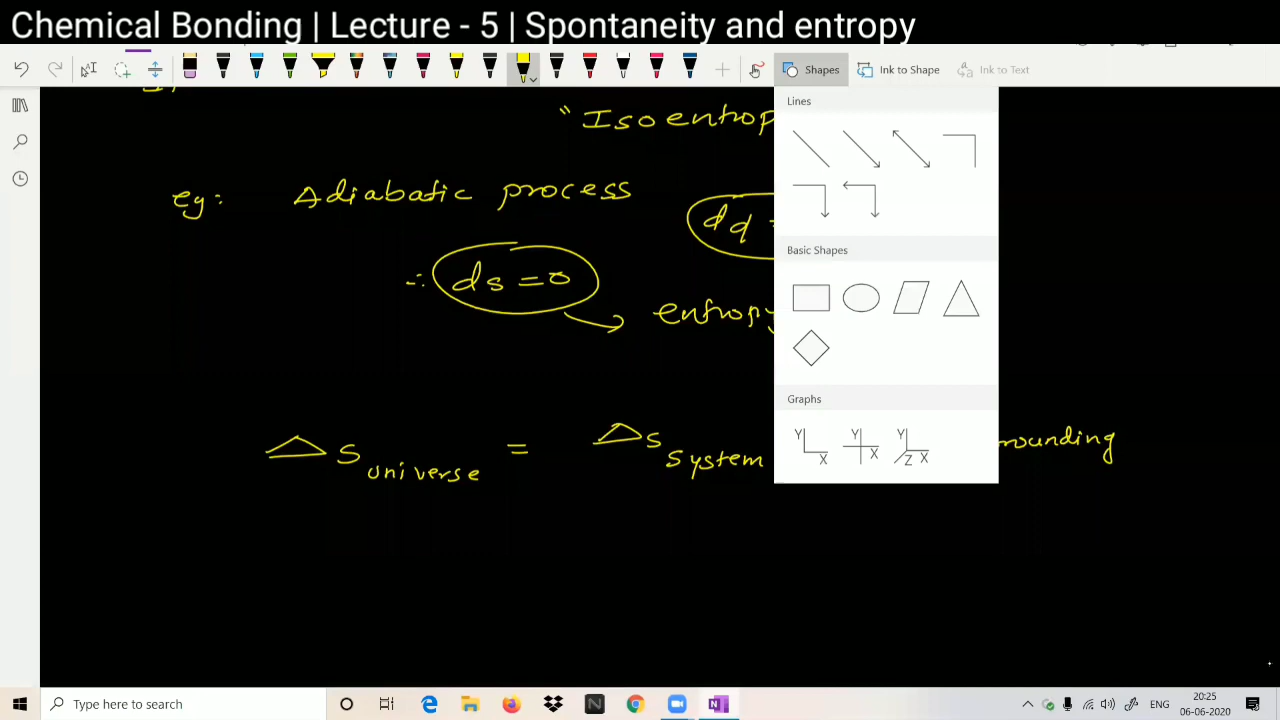 Chemical Bonding | Lecture - 5 | Spontaneity and entropy
Shapes
Ink to Shape
Ink to Text
Lines
"Isoentrop
eg: Adiabatic process
dq =
Basic Shapes
∴ ds = 0
entropy
Graphs
Y X Y X Y Z X
△S universe = △S system rounding
Type here to search
ENG
20:25
06-06-2020